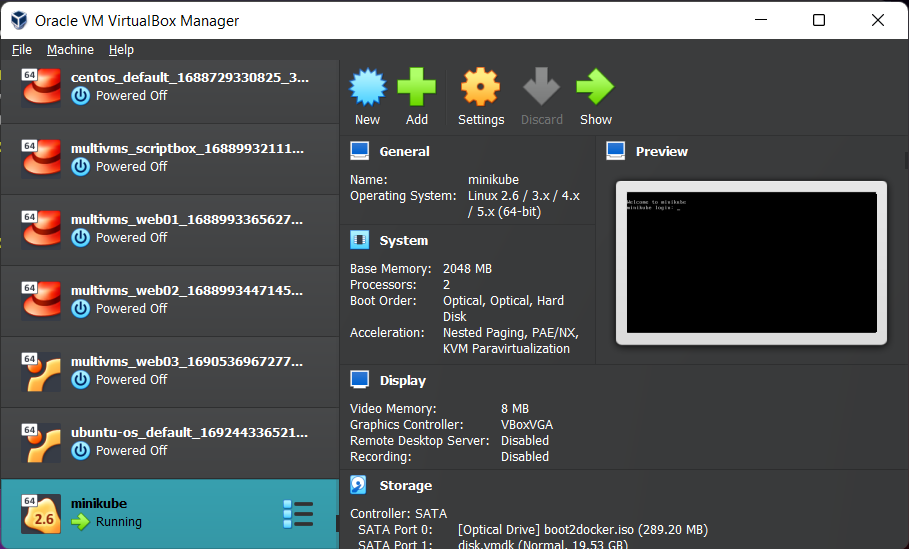 Oracle VM VirtualBox Manager
File Machine Help
64
centos_default_1688729330825_3...
Powered Off
64
multivms_scriptbox_16889932111...
Powered Off
64
multivms_web01_1688993365627...
Powered Off
64
multivms_web02_1688993447145...
Powered Off
64
multivms_web03_1690536967277...
Powered Off
64
ubuntu-os_default_169244336521...
Powered Off
64
2.6
minikube
Running
New Add Settings Discard Show
General
Name: minikube
Operating System: Linux 2.6 / 3.x / 4.x
/ 5.x (64-bit)
System
Base Memory: 2048 MB
Processors: 2
Boot Order: Optical, Optical, Hard
Disk
Acceleration: Nested Paging, PAE/NX,
KVM Paravirtualization
Preview
Welcome to minikube
minikube login: _
Display
Video Memory: 8 MB
Graphics Controller: VBoxVGA
Remote Desktop Server: Disabled
Recording: Disabled
Storage
Controller: SATA
SATA Port 0: [Optical Drive] boot2docker.iso (289.20 MB)
SATA Port 1: disk.vmdk (Normal, 19.53 GB)